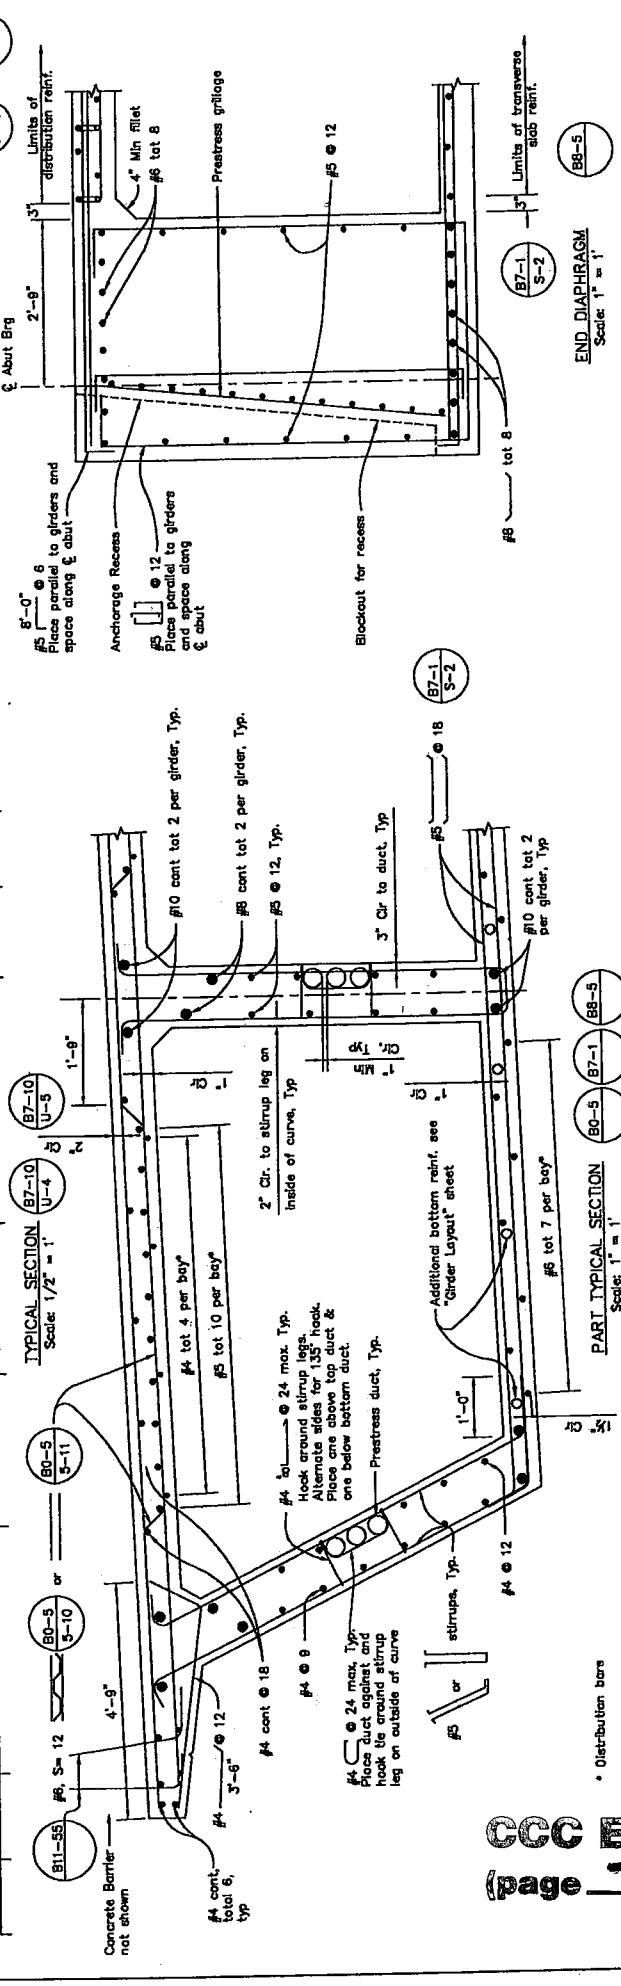 Concrete Barrier
not shown
B11-55
#6, S= 12
or
B0-5
5-10
B0-5
5-11
4'-9"
TYPICAL SECTION
Scale: 1/2" = 1'
B7-10
U-4
B7-10
U-5
2" Clr
1'-9"
1" Clr
#4 tot 4 per bay*
#5 tot 10 per bay*
#10 cont tot 2 per girder, Typ.
#8 cont tot 2 per girder, Typ.
#5 @ 12, Typ.
2" Clr. to stirrup leg on
inside of curve, Typ
1" Min
Clr. Typ
3" Clr to duct, Typ
#4 cont,
total 6,
typ
#4 @ 12
3'-6"
#4 cont @ 18
#4 @ 9
#4 @ 24 max. Typ.
Hook around stirrup legs.
Alternate sides for 135° hook.
Place one above top duct &
one below bottom duct.
Prestress duct, Typ.
#4 @ 24 max, Typ.
Place duct against and
hook tie around stirrup
leg on outside of curve
#5 or stirrups, Typ.
#4 @ 12
1'-0"
1½" Clr
1" Clr
Additional bottom reinf. see
"Girder Layout" sheet
#6 tot 7 per bay*
#5 @ 18
B7-1
S-2
#10 cont tot 2
per girder, Typ
PART TYPICAL SECTION
Scale: 1" = 1'
B0-5
B7-1
B8-5
* Distribution bars
CCC E
(page 1
℄ Abut Brg
2'-9"
3"
Limits of
distribution reinf.
8'-0"
#5 @ 6
Place parallel to girders and
space along ℄ abut
4" Min fillet
#6 tot 8
Anchorage Recess
Prestress grillage
#5 @ 12
Place parallel to girders
and space along
℄ abut
#5 @ 12
Blockout for recess
#8 tot 8
B7-1
S-2
3"
Limits of transverse
slab reinf.
END DIAPHRAGM
Scale: 1" = 1'
B8-5